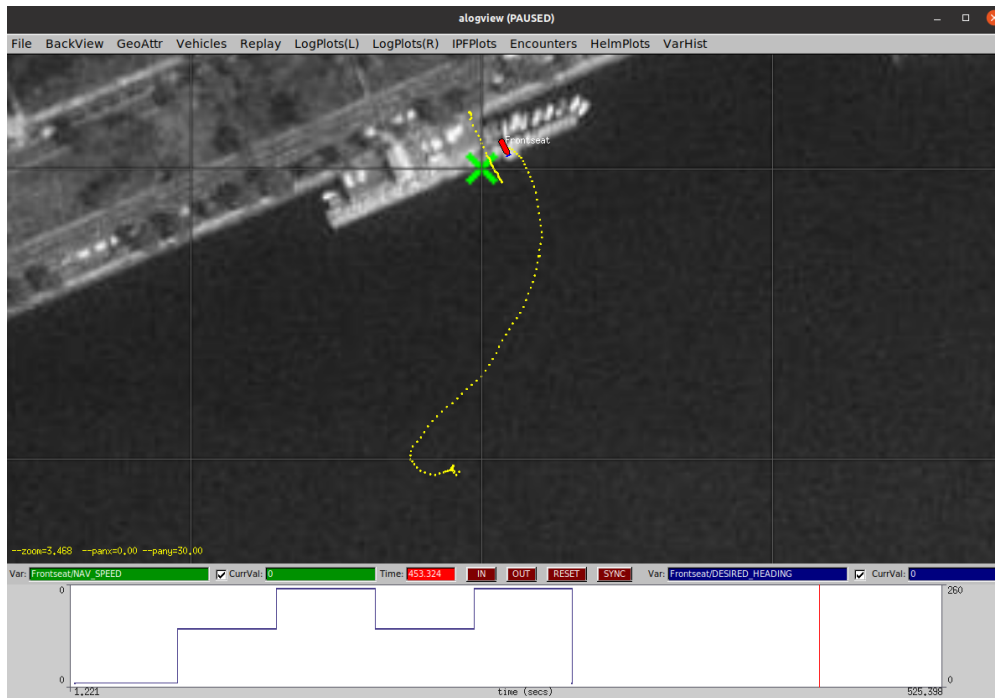 alogview (PAUSED)
File BackView GeoAttr Vehicles Replay LogPlots(L) LogPlots(R) IPFPlots Encounters HelmPlots VarHist
Frontseat
--zoom=3.468 --panx=0.00 --pany=30.00
Var: Frontseat/NAV_SPEED CurrVal: 0 Time: 453.324 IN OUT RESET SYNC Var: Frontseat/DESIRED_HEADING CurrVal: 0
0 260
0 0
1.221 time (secs) 525.398